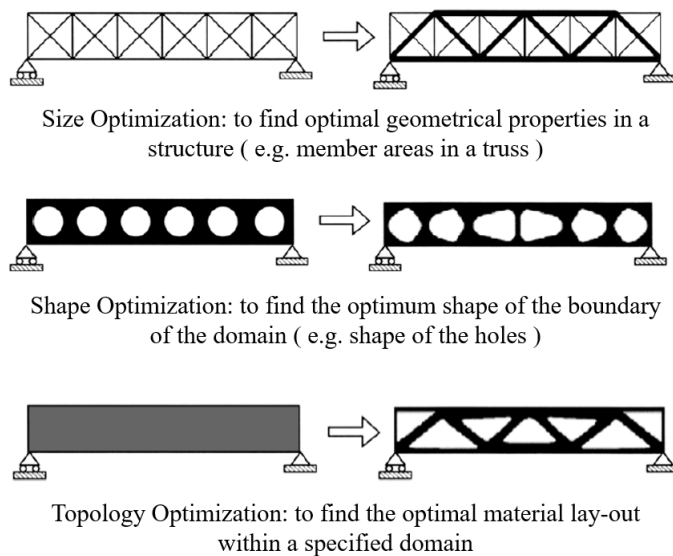 Size Optimization: to find optimal geometrical properties in a
structure ( e.g. member areas in a truss )
Shape Optimization: to find the optimum shape of the boundary
of the domain ( e.g. shape of the holes )
Topology Optimization: to find the optimal material lay-out
within a specified domain